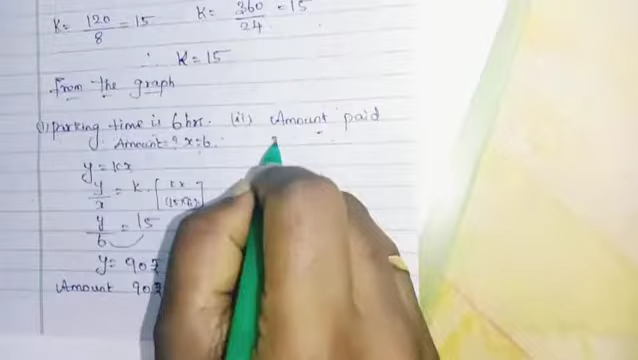 K = 120/8 = 15 K = 360/24 = 15
∴ K = 15
From the graph
(i) parking time is 6 hrs. (ii) Amount paid
Amount = ? x = 6.
y = kx
y/x = K.
y/6 = 15
y = 90₹
Amount 90₹